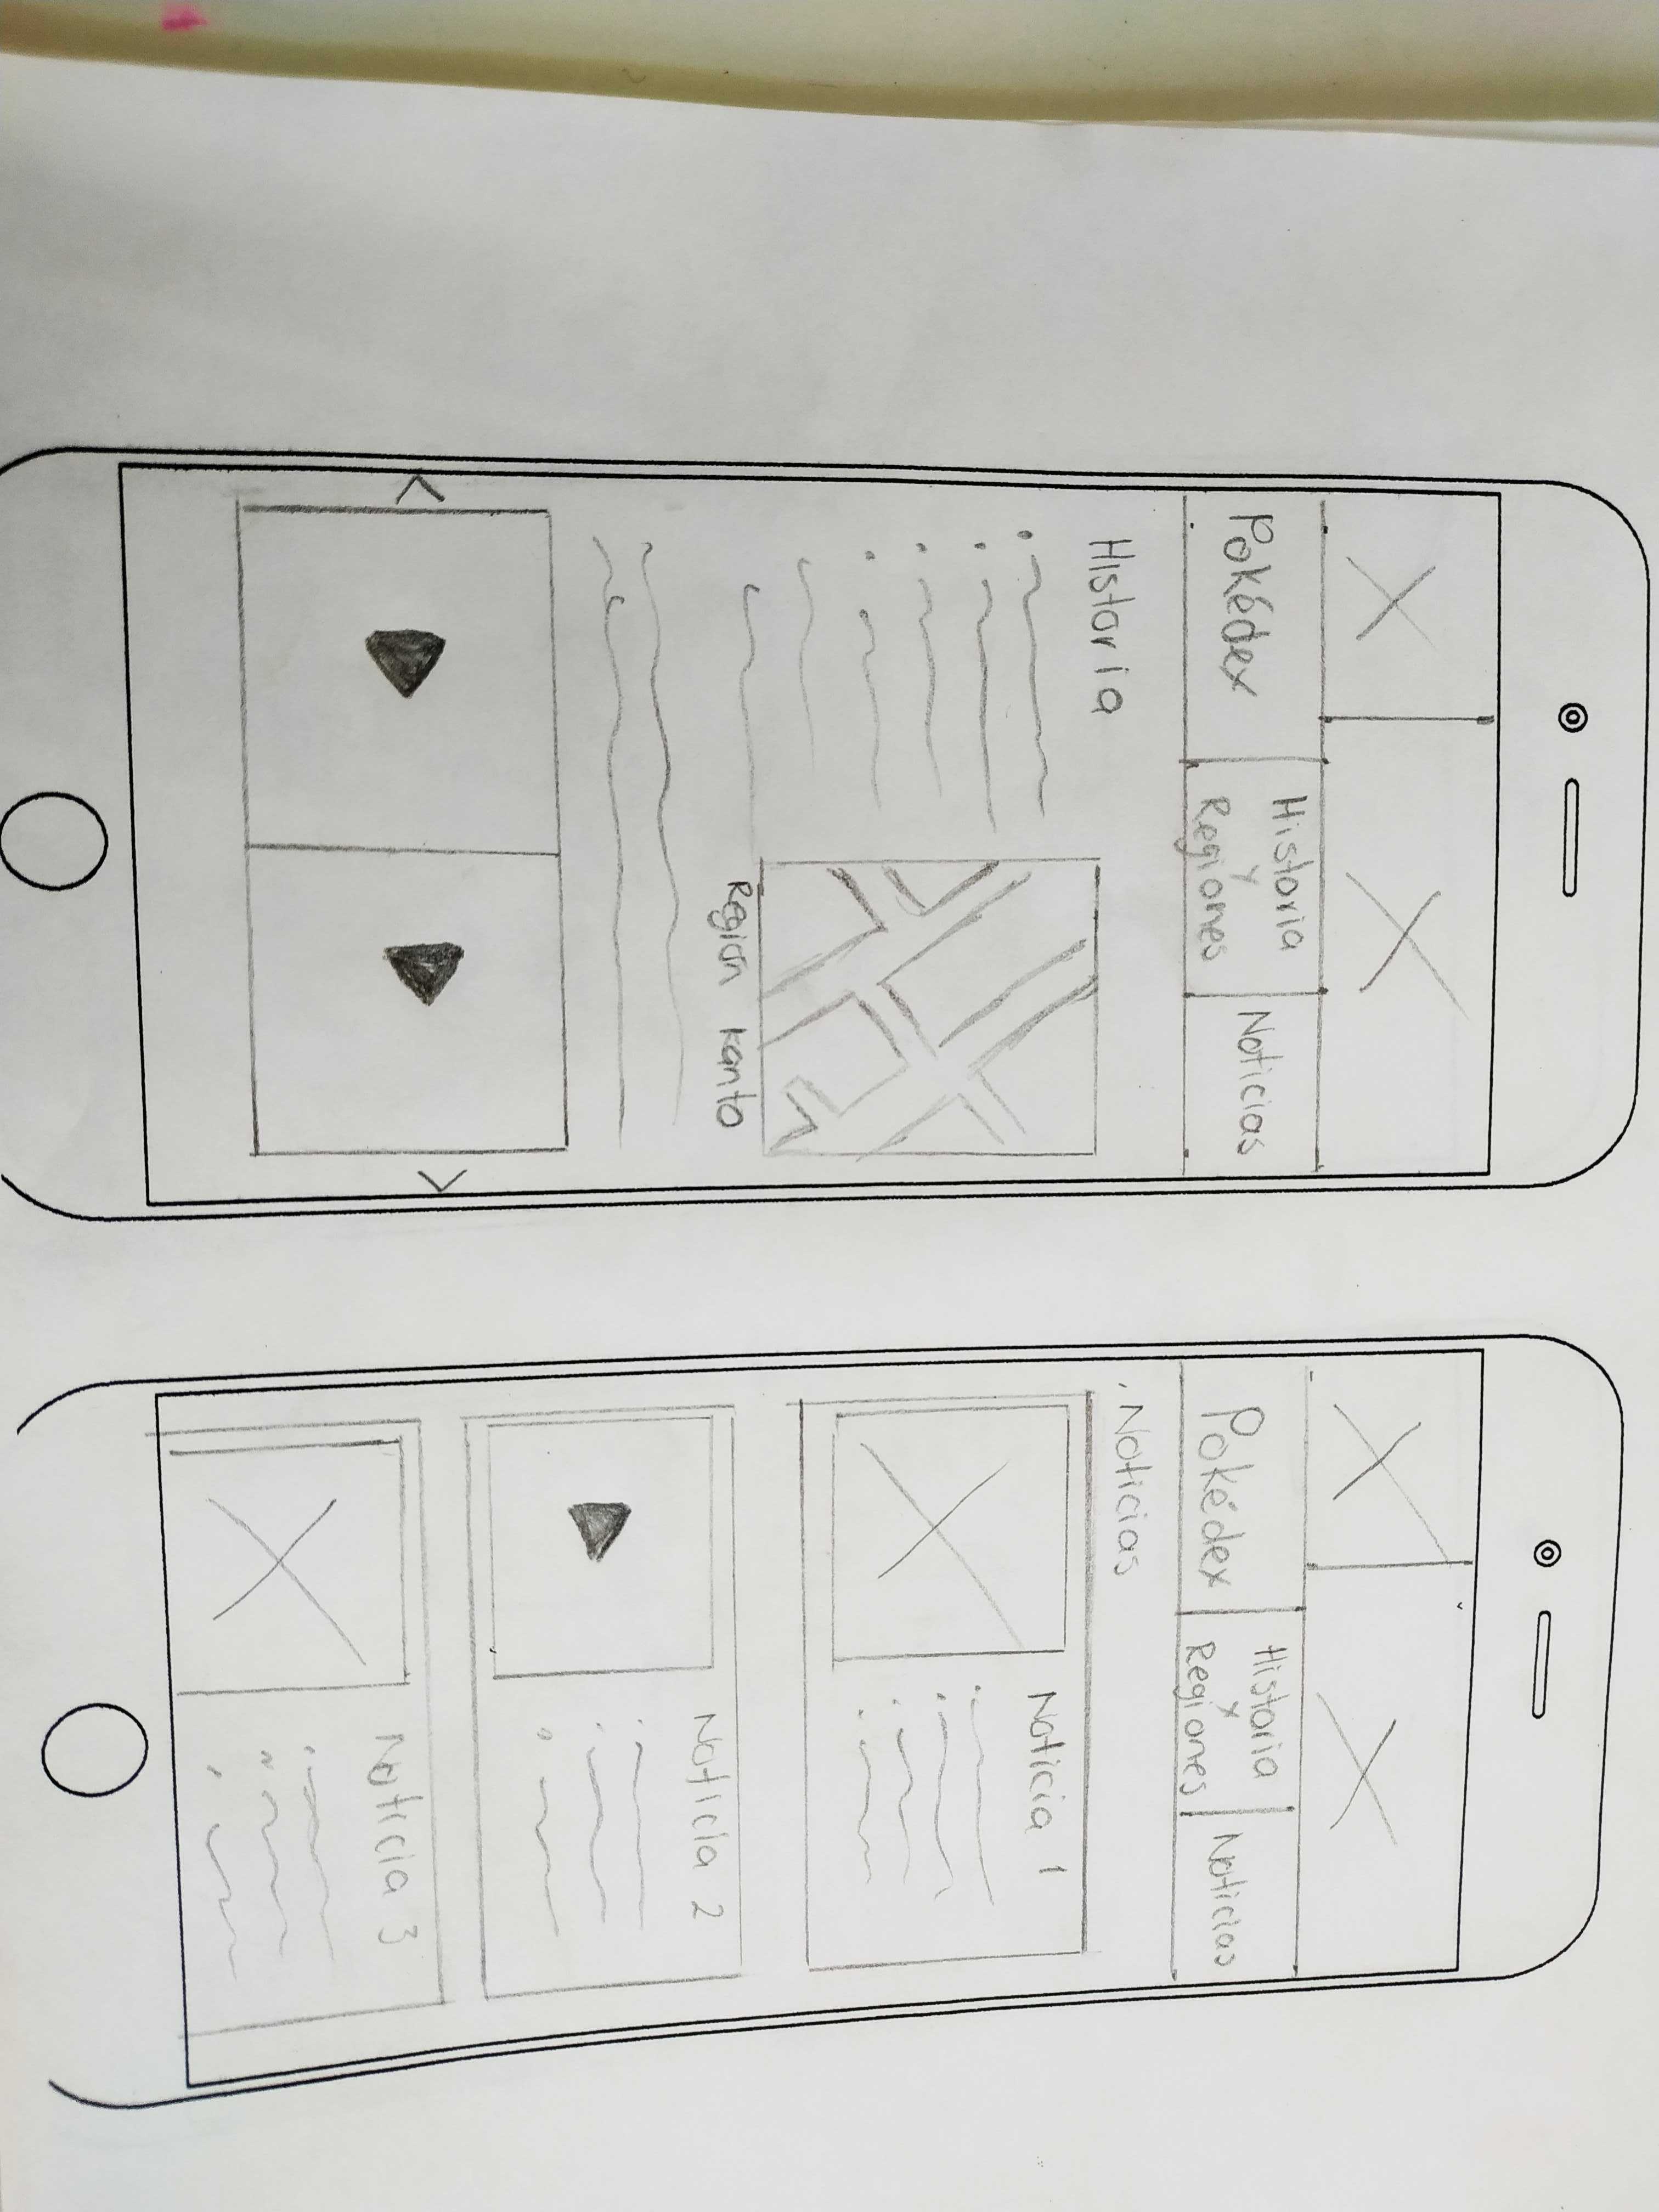 Pokédex
Historia
y
Regiones
Noticias
Historia
Región Kanto
Pokédex
Historia
y
Regiones
Noticias
Noticias
Noticia 1
Noticia 2
Noticia 3